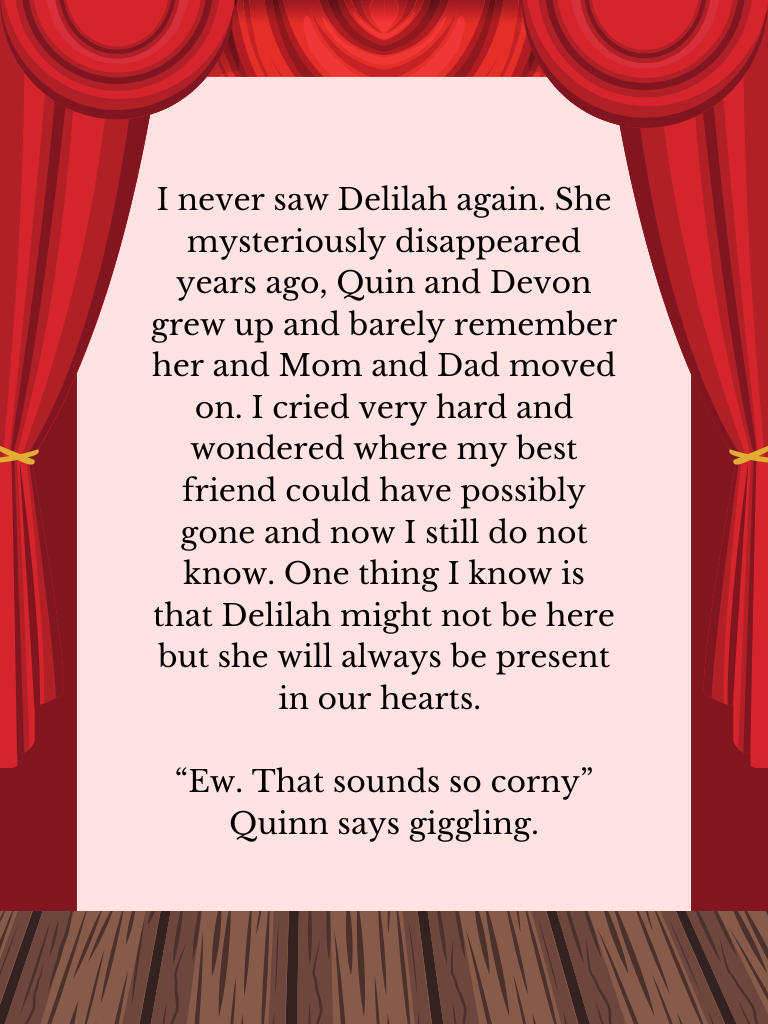 I never saw Delilah again. She
mysteriously disappeared
years ago, Quin and Devon
grew up and barely remember
her and Mom and Dad moved
on. I cried very hard and
wondered where my best
friend could have possibly
gone and now I still do not
know. One thing I know is
that Delilah might not be here
but she will always be present
in our hearts.
“Ew. That sounds so corny”
Quinn says giggling.